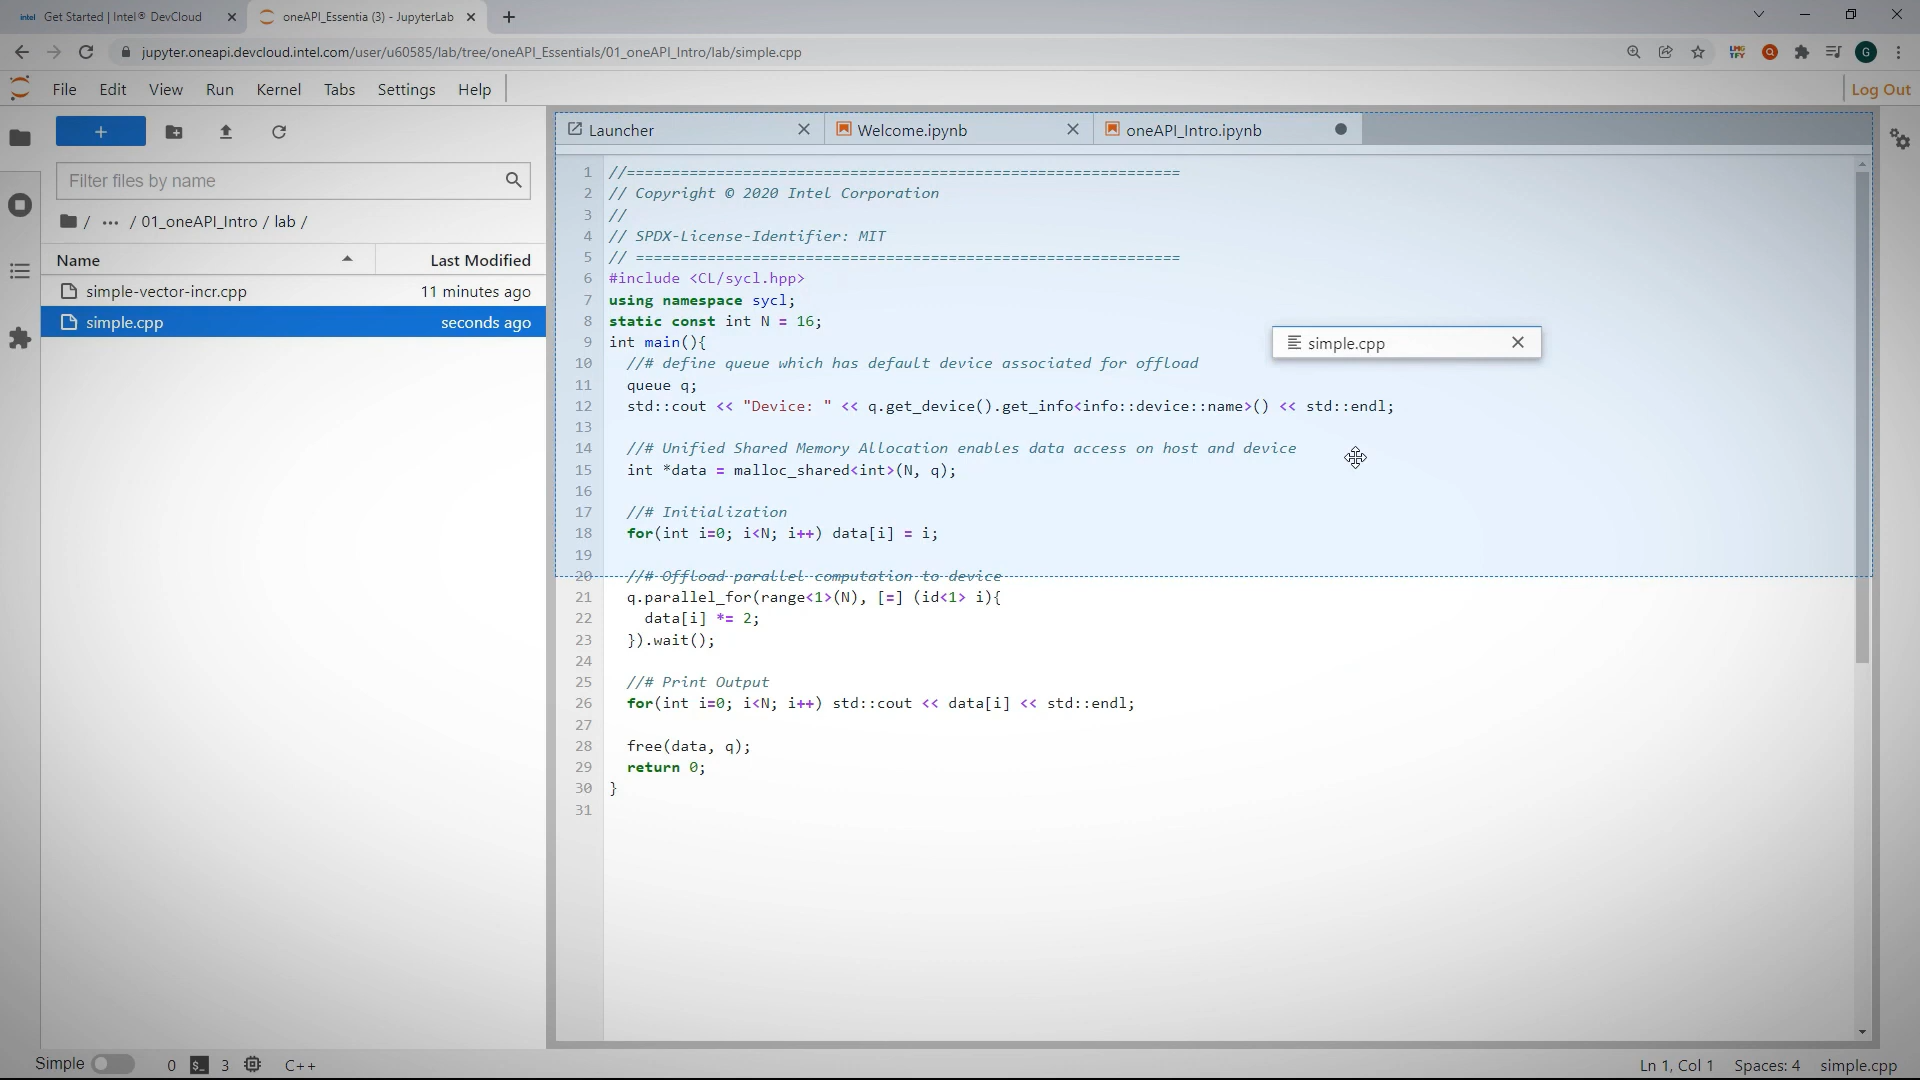 intel Get Started | Intel® DevCloud
oneAPI_Essentia (3) - JupyterLab
jupyter.oneapi.devcloud.intel.com/user/u60585/lab/tree/oneAPI_Essentials/01_oneAPI_Intro/lab/simple.cpp
G
File Edit View Run Kernel Tabs Settings Help
Log Out
Filter files by name
/ ··· / 01_oneAPI_Intro / lab /
Name Last Modified
simple-vector-incr.cpp 11 minutes ago
simple.cpp seconds ago
Launcher
Welcome.ipynb
oneAPI_Intro.ipynb
simple.cpp
1 //==============================================================
2 // Copyright © 2020 Intel Corporation
3 //
4 // SPDX-License-Identifier: MIT
5 // =============================================================
6 #include <CL/sycl.hpp>
7 using namespace sycl;
8 static const int N = 16;
9 int main(){
10 //# define queue which has default device associated for offload
11 queue q;
12 std::cout << "Device: " << q.get_device().get_info<info::device::name>() << std::endl;
13
14 //# Unified Shared Memory Allocation enables data access on host and device
15 int *data = malloc_shared<int>(N, q);
16
17 //# Initialization
18 for(int i=0; i<N; i++) data[i] = i;
19
20 //# Offload parallel computation to device
21 q.parallel_for(range<1>(N), [=] (id<1> i){
22 data[i] *= 2;
23 }).wait();
24
25 //# Print Output
26 for(int i=0; i<N; i++) std::cout << data[i] << std::endl;
27
28 free(data, q);
29 return 0;
30 }
31
Simple 0 $_ 3 C++
Ln 1, Col 1 Spaces: 4 simple.cpp